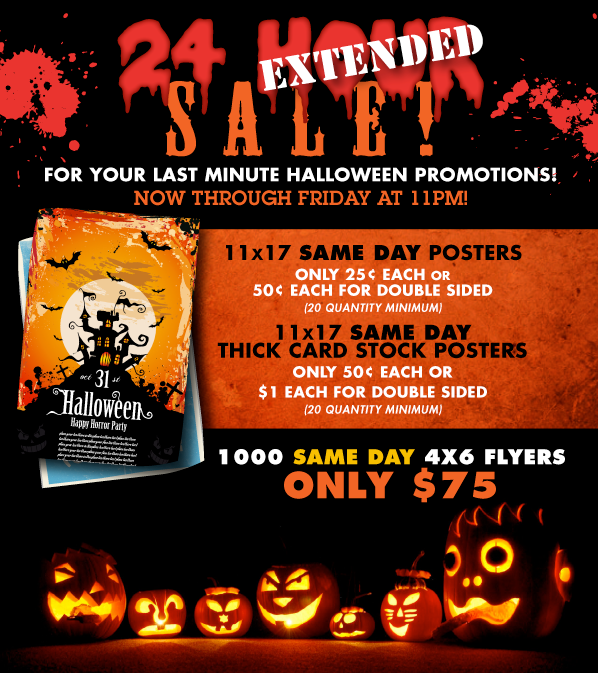 24 HOUR
EXTENDED
SALE!
FOR YOUR LAST MINUTE HALLOWEEN PROMOTIONS!
NOW THROUGH FRIDAY AT 11PM!
11x17 SAME DAY POSTERS
ONLY 25¢ EACH OR
50¢ EACH FOR DOUBLE SIDED
(20 QUANTITY MINIMUM)
11x17 SAME DAY
THICK CARD STOCK POSTERS
ONLY 50¢ EACH OR
$1 EACH FOR DOUBLE SIDED
(20 QUANTITY MINIMUM)
oct 31 st
Halloween
Happy Horror Party
1000 SAME DAY 4X6 FLYERS
ONLY $75